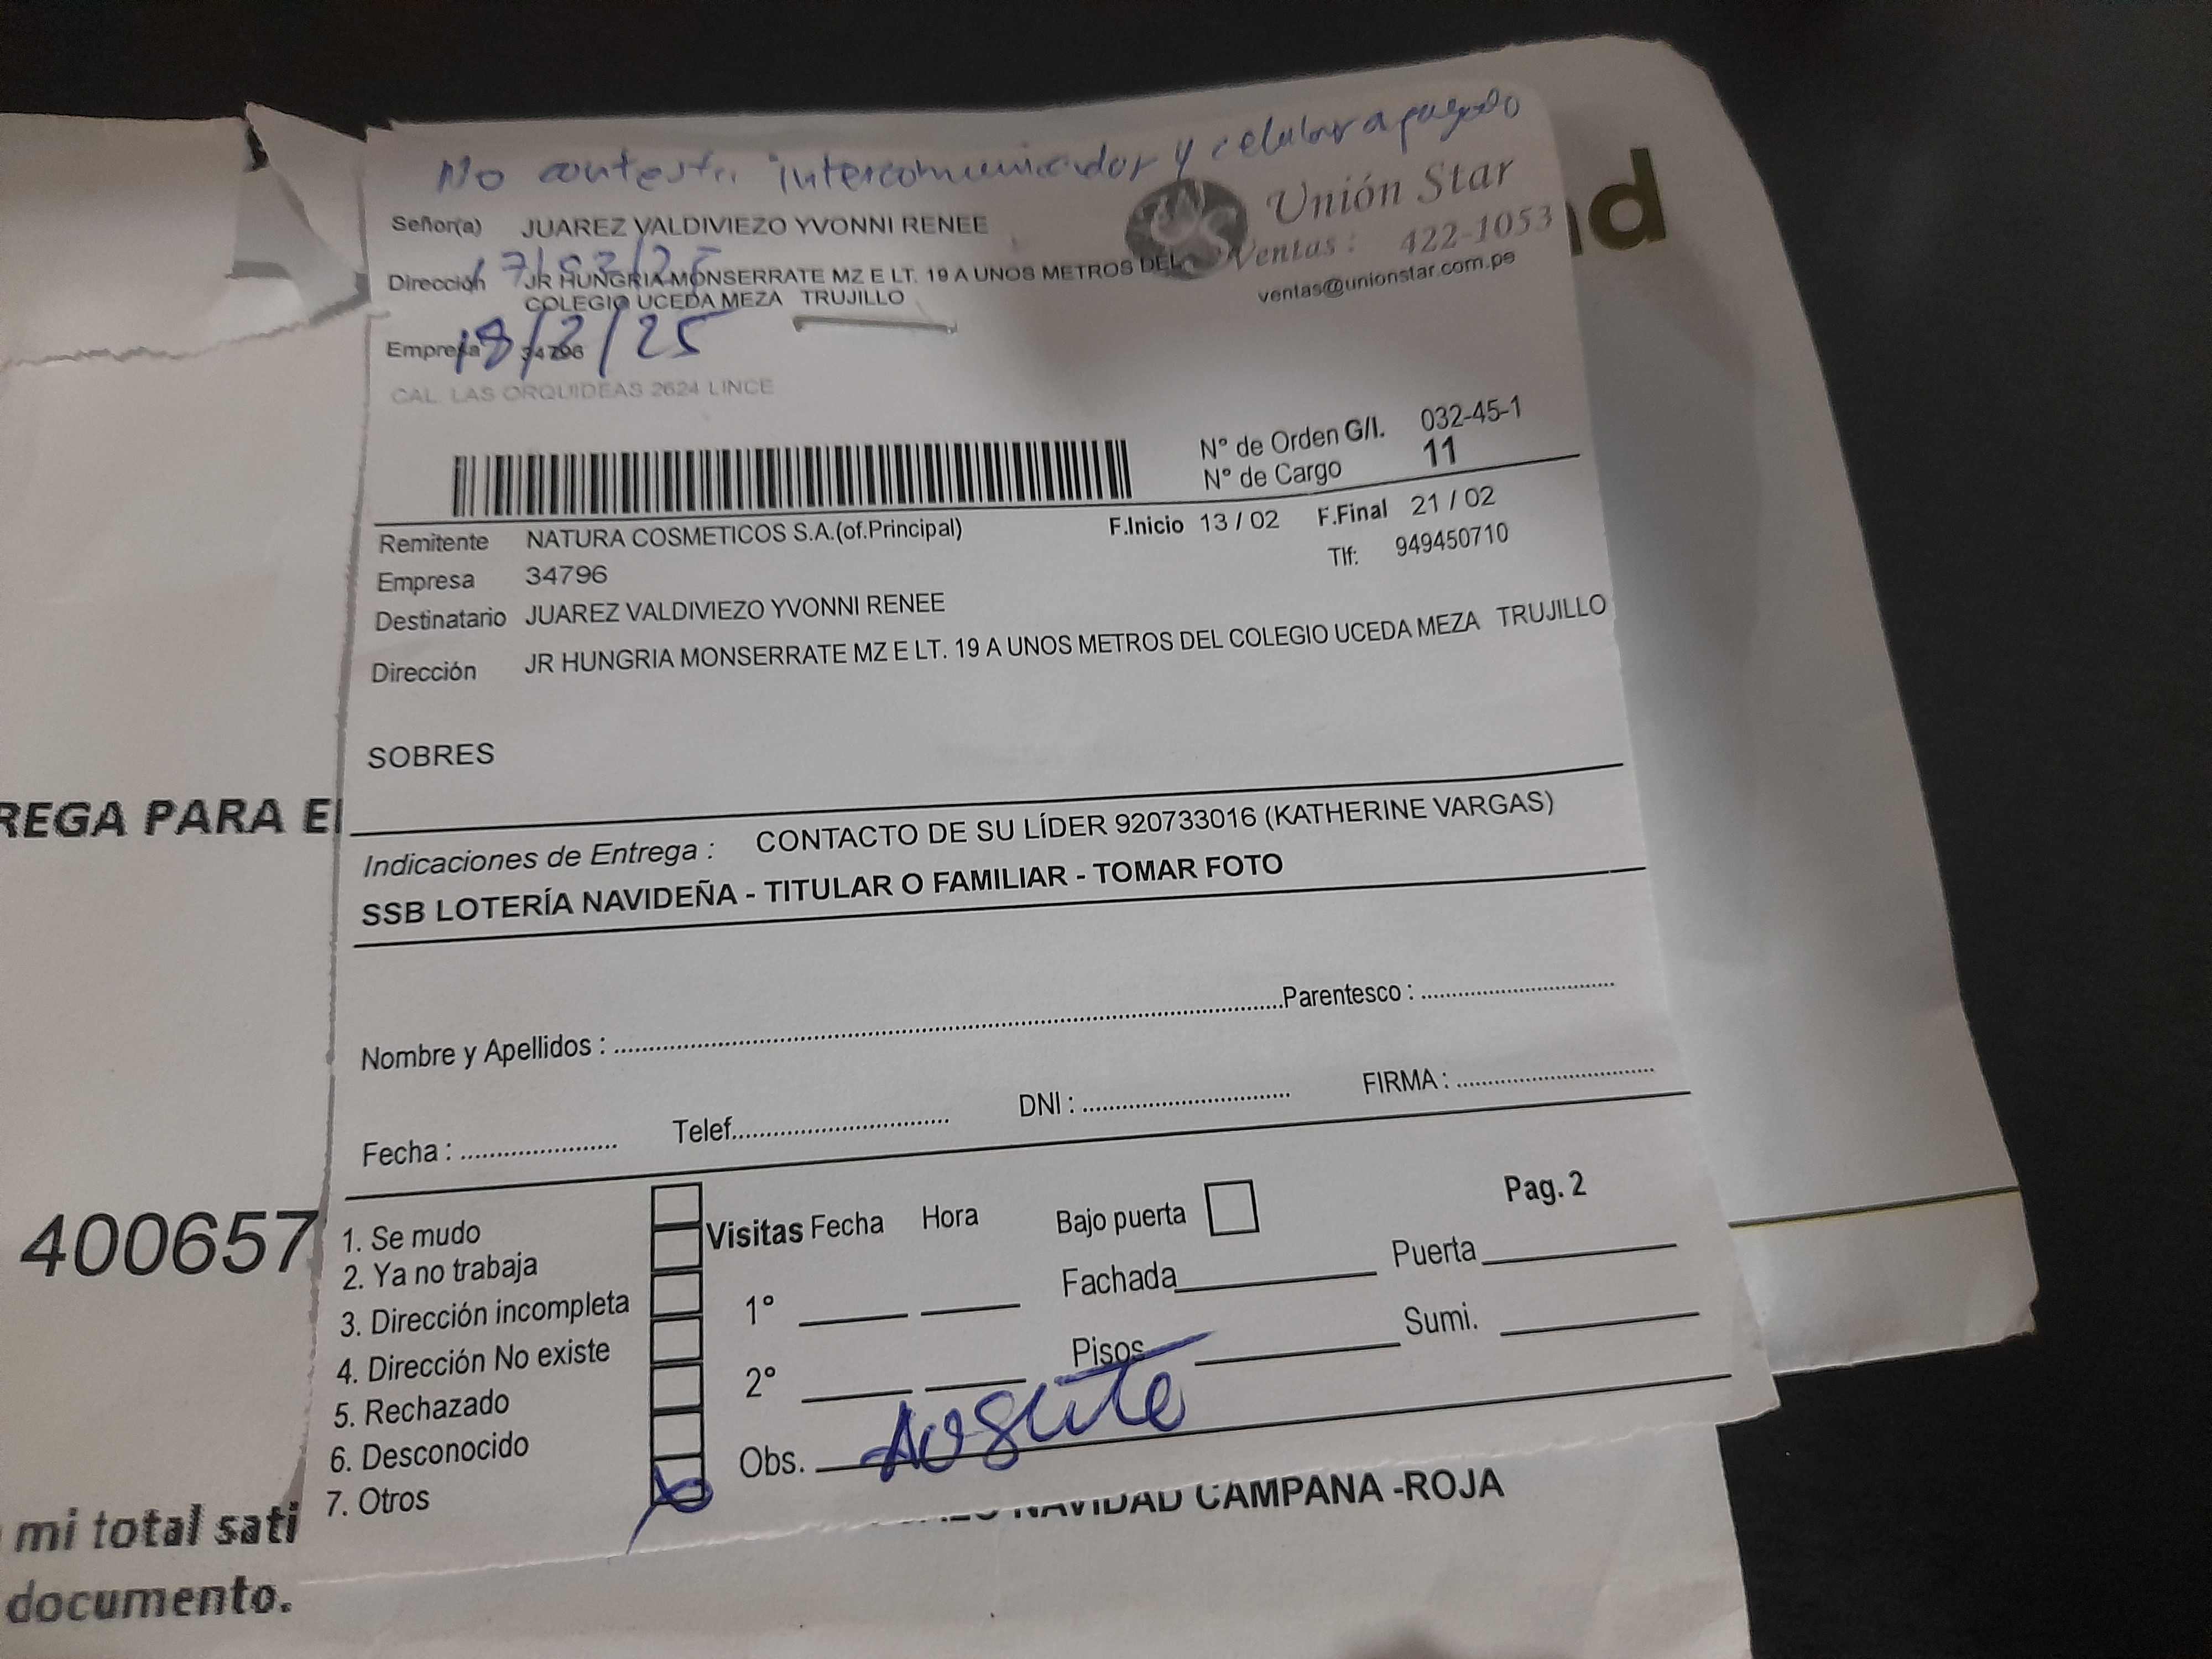 No contesta intercomunicador y celular apagado
Unión Star
Ventas : 422-1053
ventas@unionstar.com.pe
nd
Señor(a) JUAREZ VALDIVIEZO YVONNI RENEE
17/02/25
Dirección JR HUNGRIA MONSERRATE MZ E LT. 19 A UNOS METROS DEL
COLEGIO UCEDA MEZA TRUJILLO
18/2/25
Empresa 34796
CAL. LAS ORQUIDEAS 2624 LINCE
N° de Orden G/I. 032-45-1
N° de Cargo 11
Remitente NATURA COSMETICOS S.A.(of.Principal) F.Inicio 13 / 02 F.Final 21 / 02
Empresa 34796 Tlf: 949450710
Destinatario JUAREZ VALDIVIEZO YVONNI RENEE
Dirección JR HUNGRIA MONSERRATE MZ E LT. 19 A UNOS METROS DEL COLEGIO UCEDA MEZA TRUJILLO
SOBRES
REGA PARA E
Indicaciones de Entrega : CONTACTO DE SU LÍDER 920733016 (KATHERINE VARGAS)
SSB LOTERÍA NAVIDEÑA - TITULAR O FAMILIAR - TOMAR FOTO
Nombre y Apellidos : Parentesco :
Fecha : Telef. DNI : FIRMA :
400657
Visitas Fecha Hora Bajo puerta Pag. 2
1. Se mudo
2. Ya no trabaja
3. Dirección incompleta
4. Dirección No existe
5. Rechazado
6. Desconocido
7. Otros
1° Fachada Puerta
2° Pisos Sumi.
Obs. Ausente
NAVIDAD CAMPANA -ROJA
mi total sati
documento.